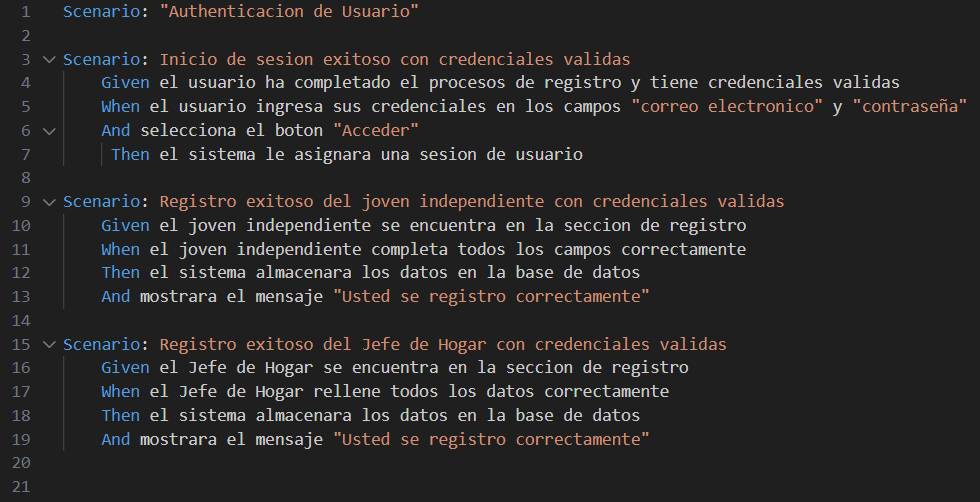 1 Scenario: "Authenticacion de Usuario"
2
3 Scenario: Inicio de sesion exitoso con credenciales validas
4 Given el usuario ha completado el procesos de registro y tiene credenciales validas
5 When el usuario ingresa sus credenciales en los campos "correo electronico" y "contraseña"
6 And selecciona el boton "Acceder"
7 Then el sistema le asignara una sesion de usuario
8
9 Scenario: Registro exitoso del joven independiente con credenciales validas
10 Given el joven independiente se encuentra en la seccion de registro
11 When el joven independiente completa todos los campos correctamente
12 Then el sistema almacenara los datos en la base de datos
13 And mostrara el mensaje "Usted se registro correctamente"
14
15 Scenario: Registro exitoso del Jefe de Hogar con credenciales validas
16 Given el Jefe de Hogar se encuentra en la seccion de registro
17 When el Jefe de Hogar rellene todos los datos correctamente
18 Then el sistema almacenara los datos en la base de datos
19 And mostrara el mensaje "Usted se registro correctamente"
20
21